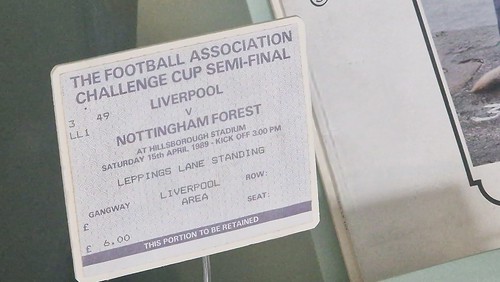 THE FOOTBALL ASSOCIATION
CHALLENGE CUP SEMI-FINAL
3 49
LL1
LIVERPOOL
V
NOTTINGHAM FOREST
AT HILLSBOROUGH STADIUM
SATURDAY 15th APRIL 1989 - KICK OFF 3.00 PM
LEPPINGS LANE STANDING
GANGWAY LIVERPOOL ROW:
AREA SEAT:
£
£ 6.00
THIS PORTION TO BE RETAINED